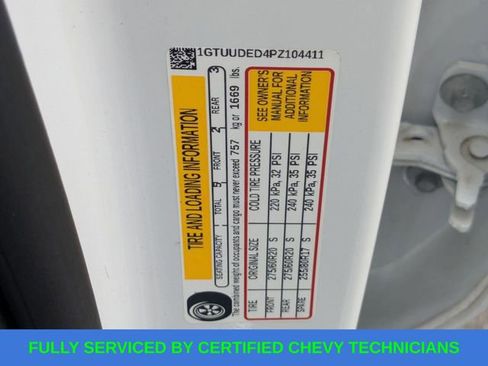 1GTUUDED4PZ104411
TIRE AND LOADING INFORMATION
SEATING CAPACITY TOTAL 5 FRONT 2 REAR 3
The combined weight of occupants and cargo must never exceed 757 kg or 1669 lbs.
TIRE ORIGINAL SIZE COLD TIRE PRESSURE
FRONT 275/60R20 S 220 kPa, 32 PSI
REAR 275/60R20 S 240 kPa, 35 PSI
SPARE 255/80R17 S 240 kPa, 35 PSI
SEE OWNER'S
MANUAL FOR
ADDITIONAL
INFORMATION
FULLY SERVICED BY CERTIFIED CHEVY TECHNICIANS